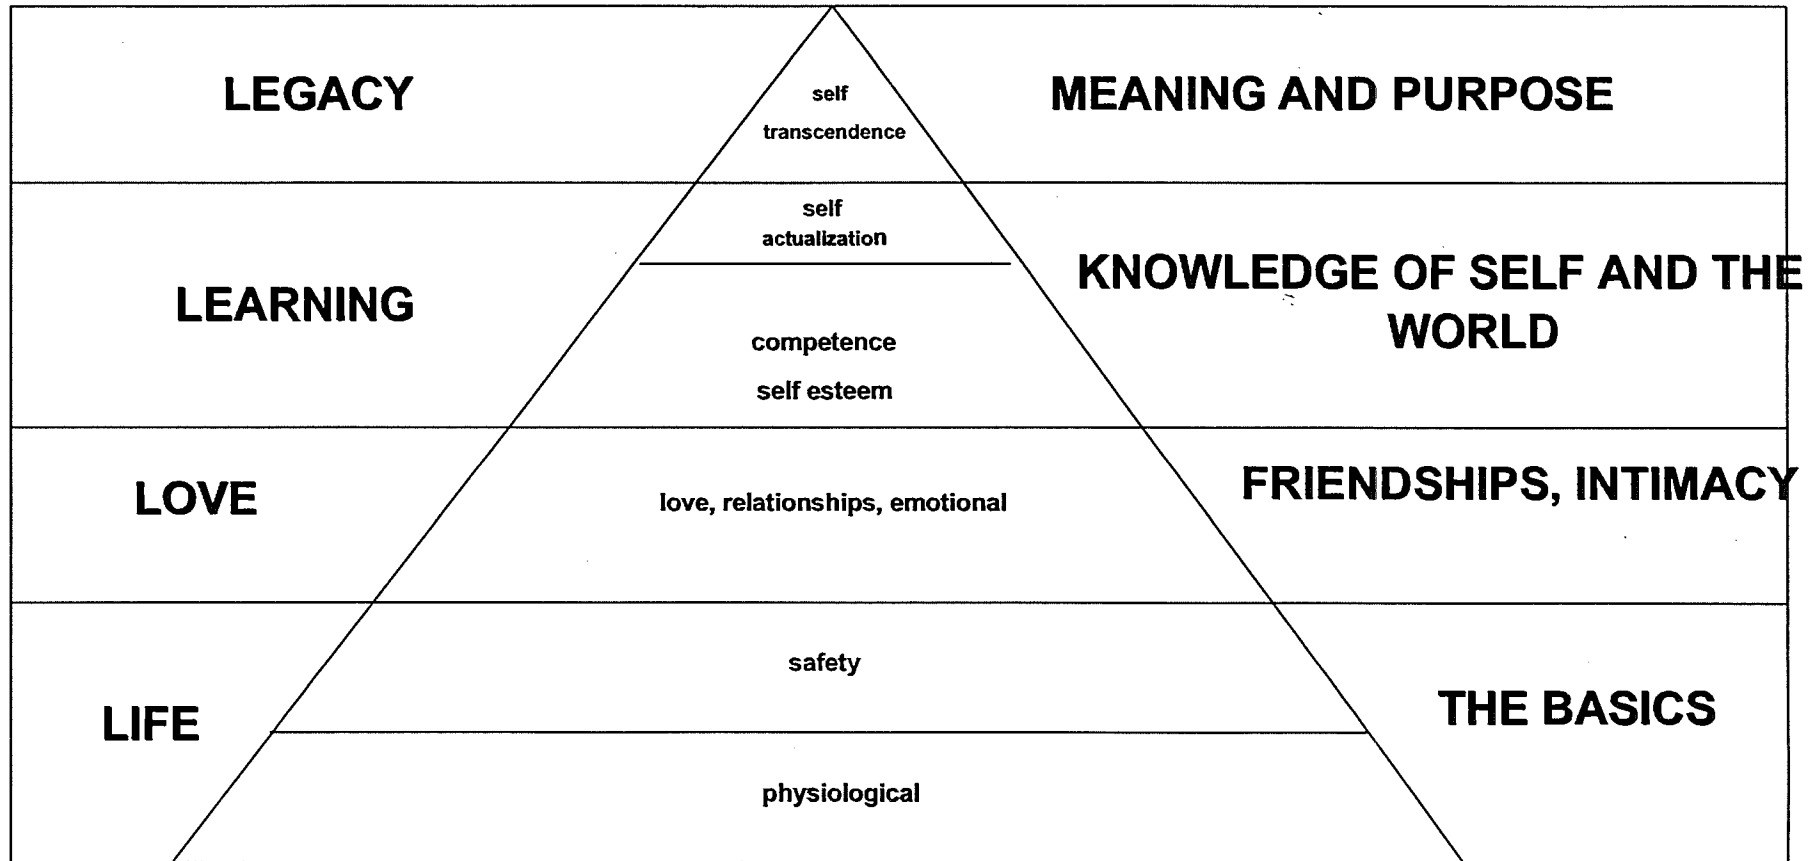 LEGACY
self
transcendence
MEANING AND PURPOSE
LEARNING
self
actualization
competence
self esteem
KNOWLEDGE OF SELF AND THE
WORLD
LOVE
love, relationships, emotional
FRIENDSHIPS, INTIMACY
LIFE
safety
physiological
THE BASICS